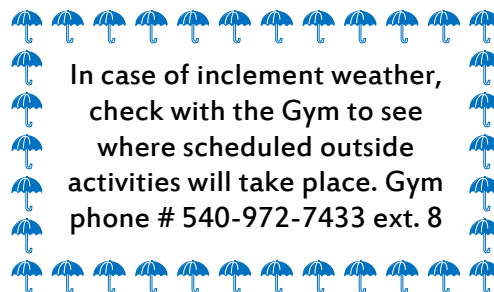 In case of inclement weather,
check with the Gym to see
where scheduled outside
activities will take place. Gym
phone # 540-972-7433 ext. 8